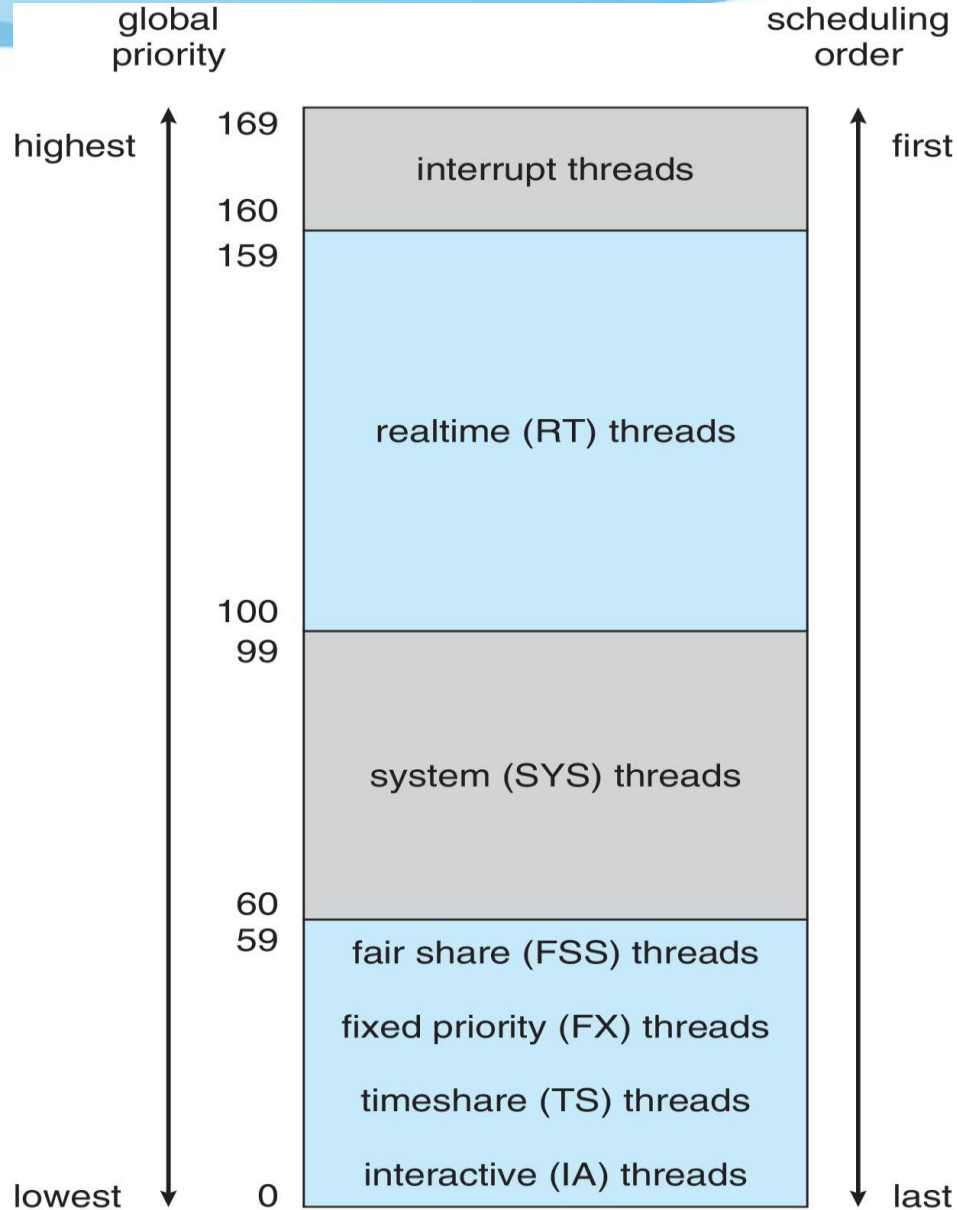 global
priority
scheduling
order
highest
169
interrupt threads
first
160
159
realtime (RT) threads
100
99
system (SYS) threads
60
59
fair share (FSS) threads
fixed priority (FX) threads
timeshare (TS) threads
interactive (IA) threads
lowest
0
last